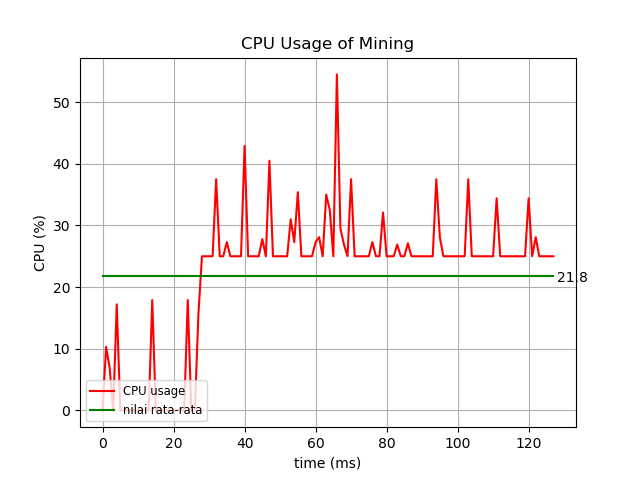 CPU Usage of Mining
CPU (%)
50
40
30
20
10
0
21.8
CPU usage
nilai rata-rata
0 20 40 60 80 100 120
time (ms)